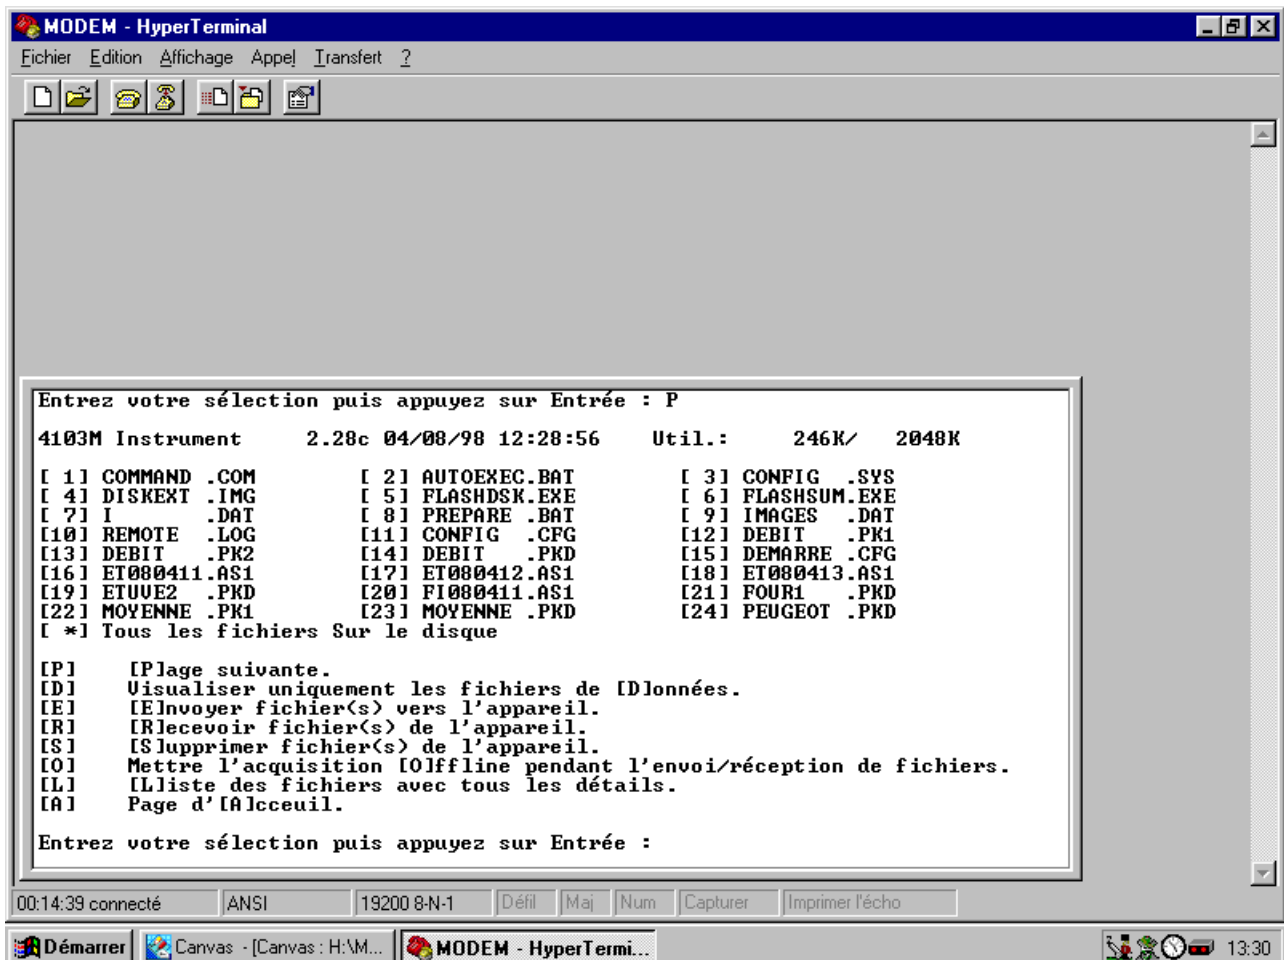 MODEM - HyperTerminal
Fichier Edition Affichage Appel Transfert ?
Entrez votre sélection puis appuyez sur Entrée : P
4103M Instrument 2.28c 04/08/98 12:28:56 Util.: 246K/ 2048K
[ 1] COMMAND .COM [ 2] AUTOEXEC.BAT [ 3] CONFIG .SYS
[ 4] DISKEXT .IMG [ 5] FLASHDSK.EXE [ 6] FLASHSUM.EXE
[ 7] I .DAT [ 8] PREPARE .BAT [ 9] IMAGES .DAT
[10] REMOTE .LOG [11] CONFIG .CFG [12] DEBIT .PK1
[13] DEBIT .PK2 [14] DEBIT .PKD [15] DEMARRE .CFG
[16] ET080411.AS1 [17] ET080412.AS1 [18] ET080413.AS1
[19] ETUVE2 .PKD [20] FI080411.AS1 [21] FOUR1 .PKD
[22] MOYENNE .PK1 [23] MOYENNE .PKD [24] PEUGEOT .PKD
[ *] Tous les fichiers Sur le disque
[P] [P]age suivante.
[D] Visualiser uniquement les fichiers de [D]onnées.
[E] [E]nvoyer fichier(s) vers l'appareil.
[R] [R]ecevoir fichier(s) de l'appareil.
[S] [S]upprimer fichier(s) de l'appareil.
[O] Mettre l'acquisition [O]ffline pendant l'envoi/réception de fichiers.
[L] [L]iste des fichiers avec tous les détails.
[A] Page d'[A]cceuil.
Entrez votre sélection puis appuyez sur Entrée :
00:14:39 connecté ANSI 19200 8-N-1 Défil Maj Num Capturer Imprimer l'écho
Démarrer Canvas - [Canvas : H:\M... MODEM - HyperTermi... 13:30